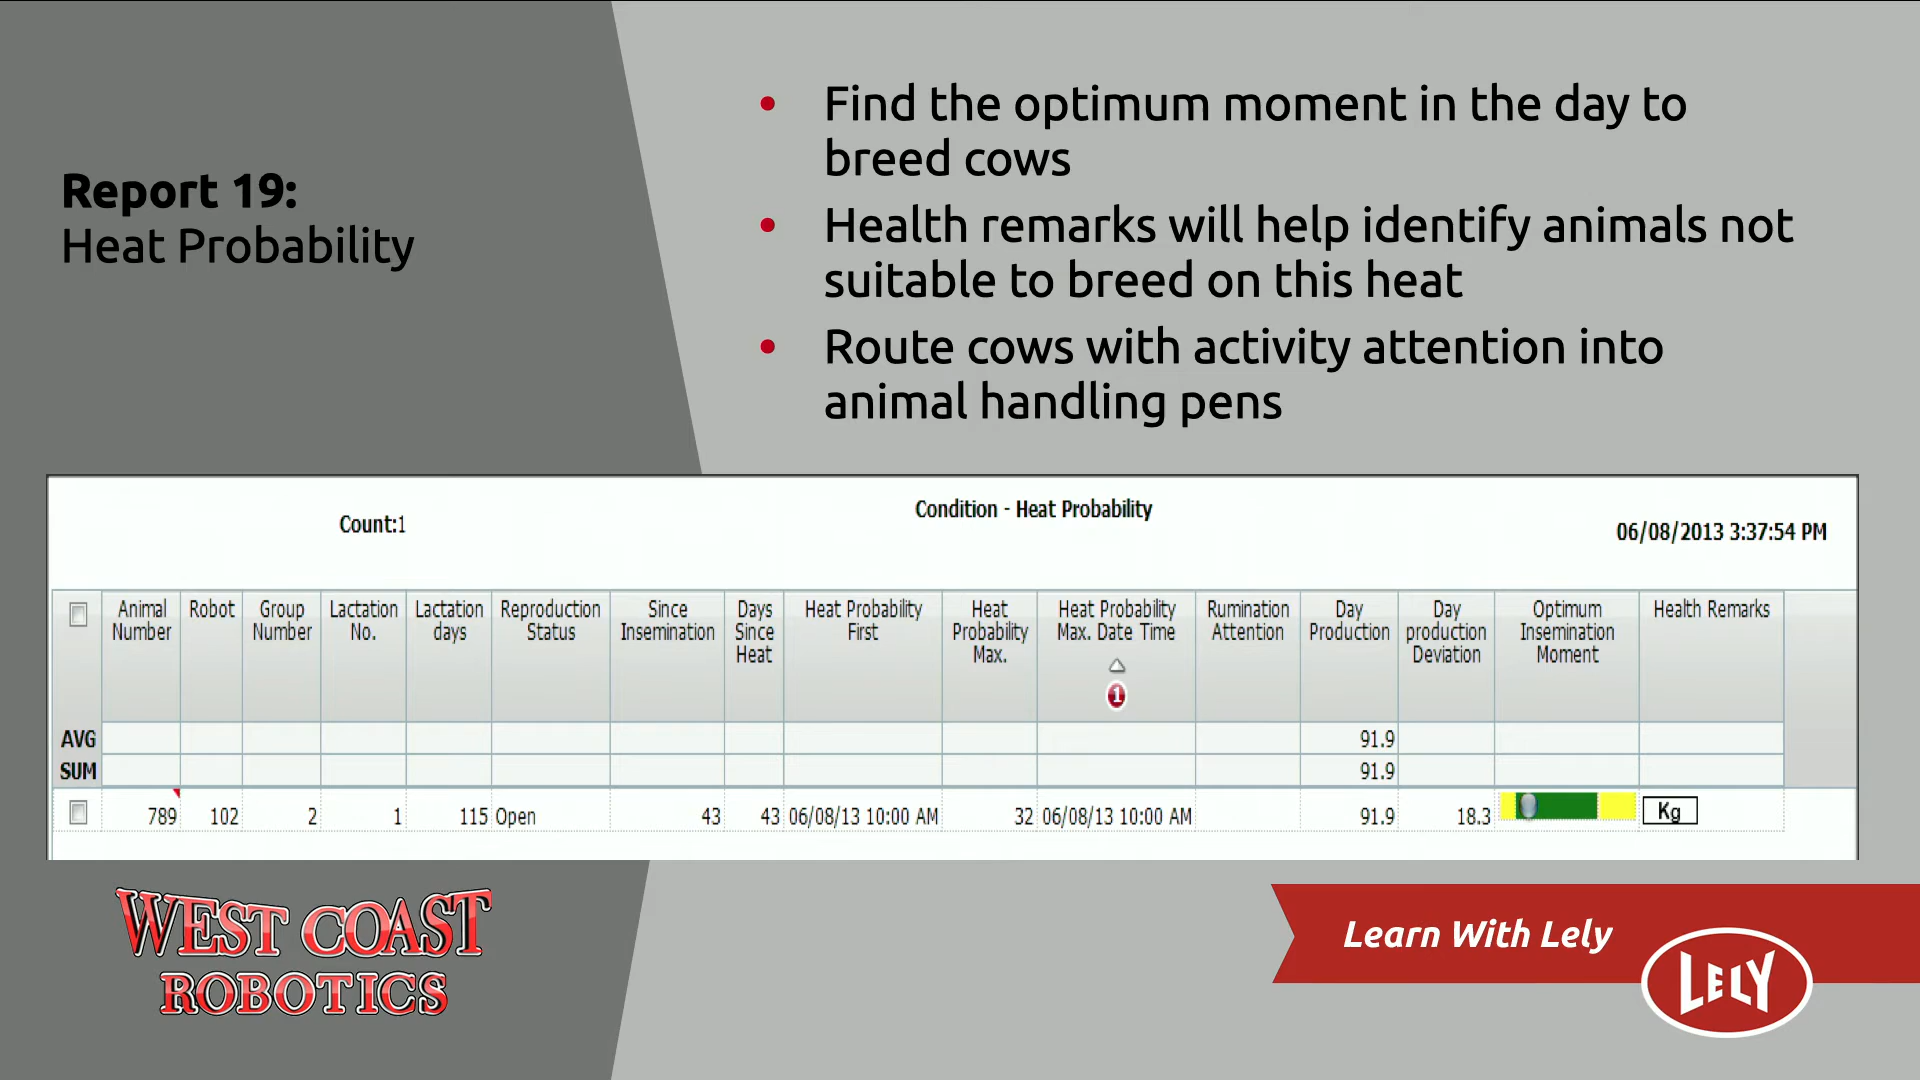 Report 19:
Heat Probability
• Find the optimum moment in the day to
breed cows
• Health remarks will help identify animals not
suitable to breed on this heat
• Route cows with activity attention into
animal handling pens
Count:1
Condition - Heat Probability
06/08/2013 3:37:54 PM
Animal Number Robot Group Number Lactation No. Lactation days Reproduction Status Since Insemination Days Since Heat Heat Probability First Heat Probability Max. Heat Probability Max. Date Time Rumination Attention Day Production Day production Deviation Optimum Insemination Moment Health Remarks
1
AVG 91.9
SUM 91.9
789 102 2 1 115 Open 43 43 06/08/13 10:00 AM 32 06/08/13 10:00 AM 91.9 18.3 Kg
WEST COAST
ROBOTICS
Learn With Lely
LELY